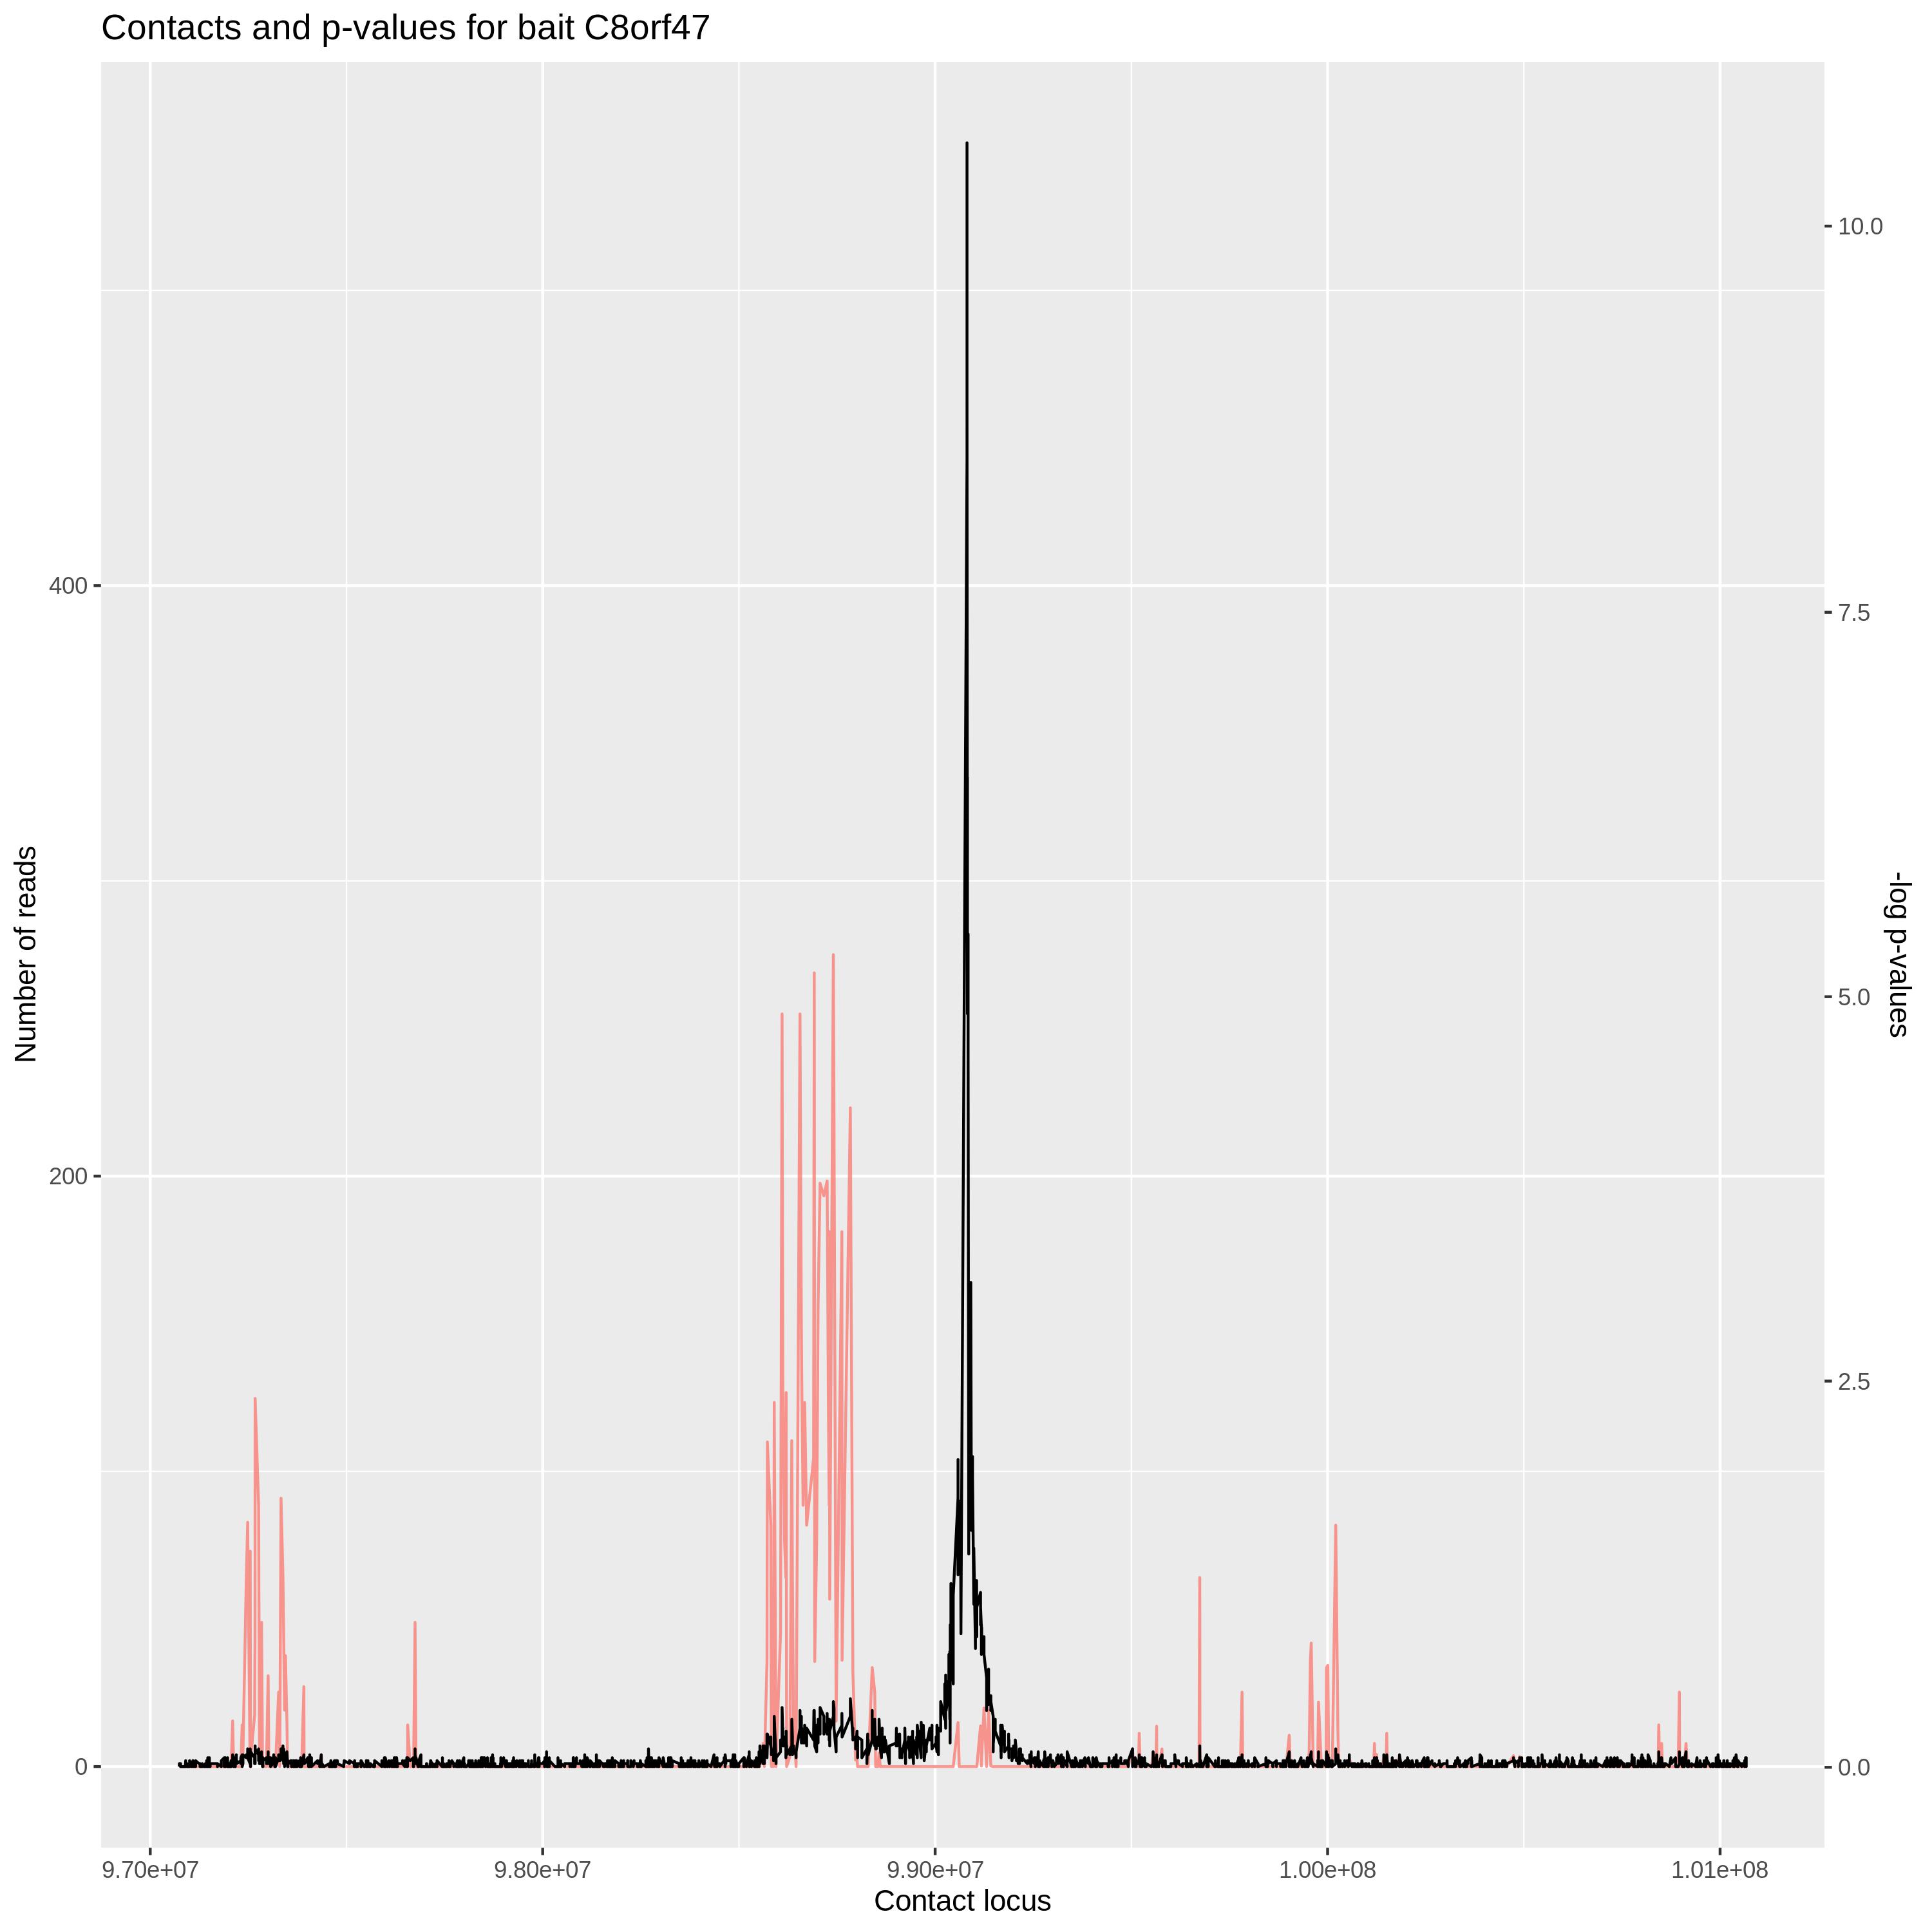 Contacts and p-values for bait C8orf47
Number of reads
400
200
0
10.0
7.5
5.0
2.5
0.0
-log p-values
9.70e+07 9.80e+07 9.90e+07 1.00e+08 1.01e+08
Contact locus